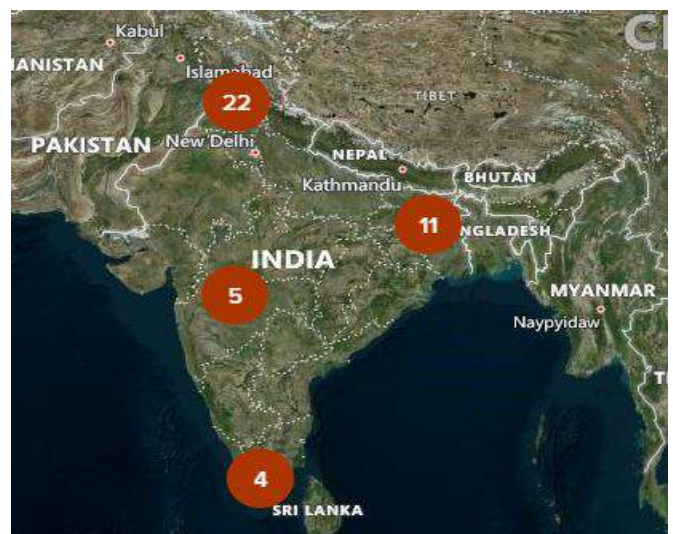 Kabul
ANISTAN
Islamabad
22
TIBET
PAKISTAN
New Delhi
NEPAL
Kathmandu
BHUTAN
11
NGLADESH
INDIA
5
MYANMAR
Naypyidaw
4
SRI LANKA